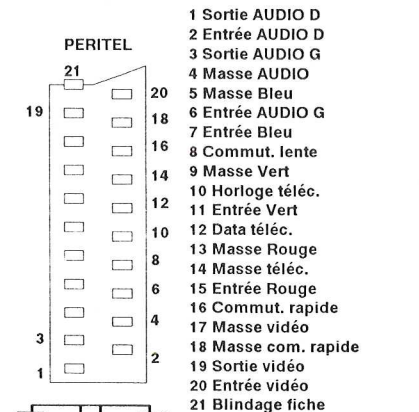 PERITEL
21
19
3
1
20
18
16
14
12
10
8
6
4
2
1 Sortie AUDIO D
2 Entrée AUDIO D
3 Sortie AUDIO G
4 Masse AUDIO
5 Masse Bleu
6 Entrée AUDIO G
7 Entrée Bleu
8 Commut. lente
9 Masse Vert
10 Horloge téléc.
11 Entrée Vert
12 Data téléc.
13 Masse Rouge
14 Masse téléc.
15 Entrée Rouge
16 Commut. rapide
17 Masse vidéo
18 Masse com. rapide
19 Sortie vidéo
20 Entrée vidéo
21 Blindage fiche